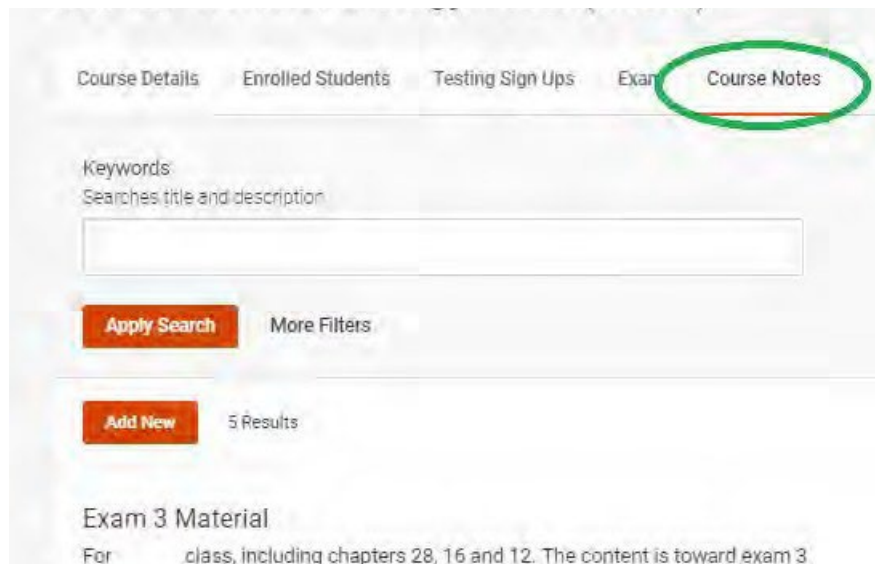 Course Details Enrolled Students Testing Sign Ups Exam Course Notes
Keywords
Searches title and description
Apply Search More Filters
Add New 5 Results
Exam 3 Material
For class, including chapters 28, 16 and 12. The content is toward exam 3